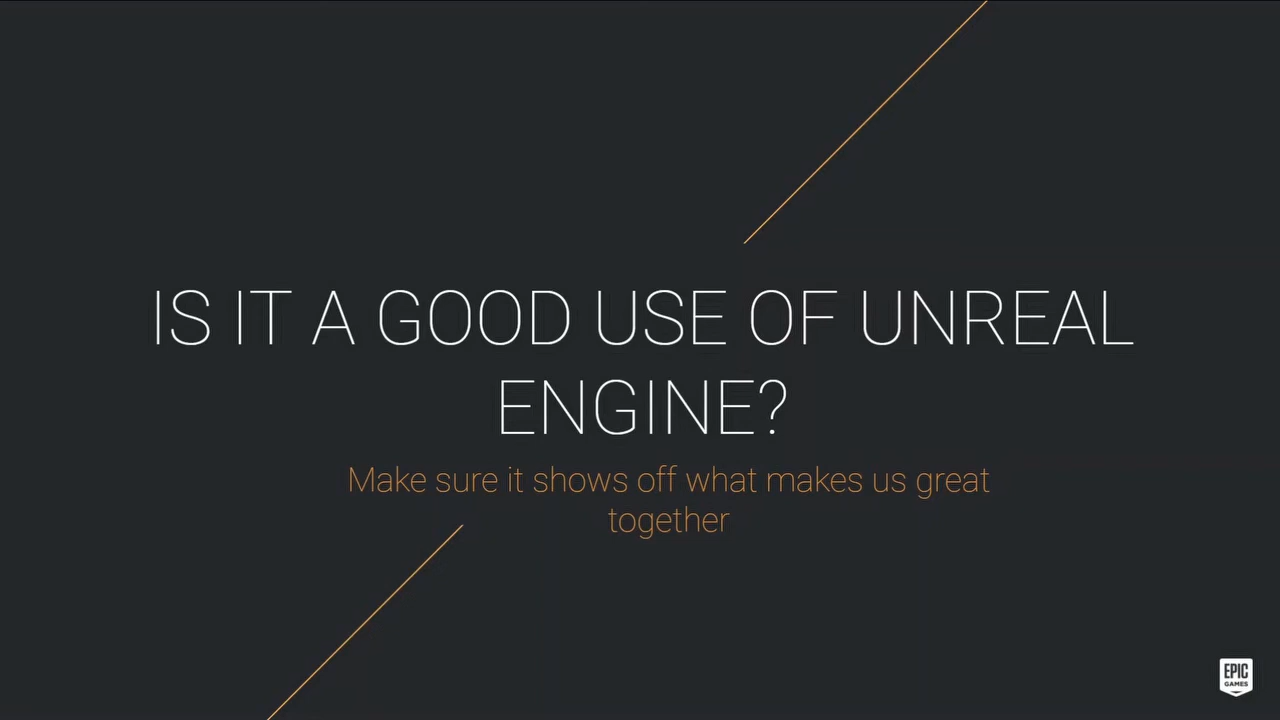 IS IT A GOOD USE OF UNREAL
ENGINE?
Make sure it shows off what makes us great
together
EPIC
GAMES